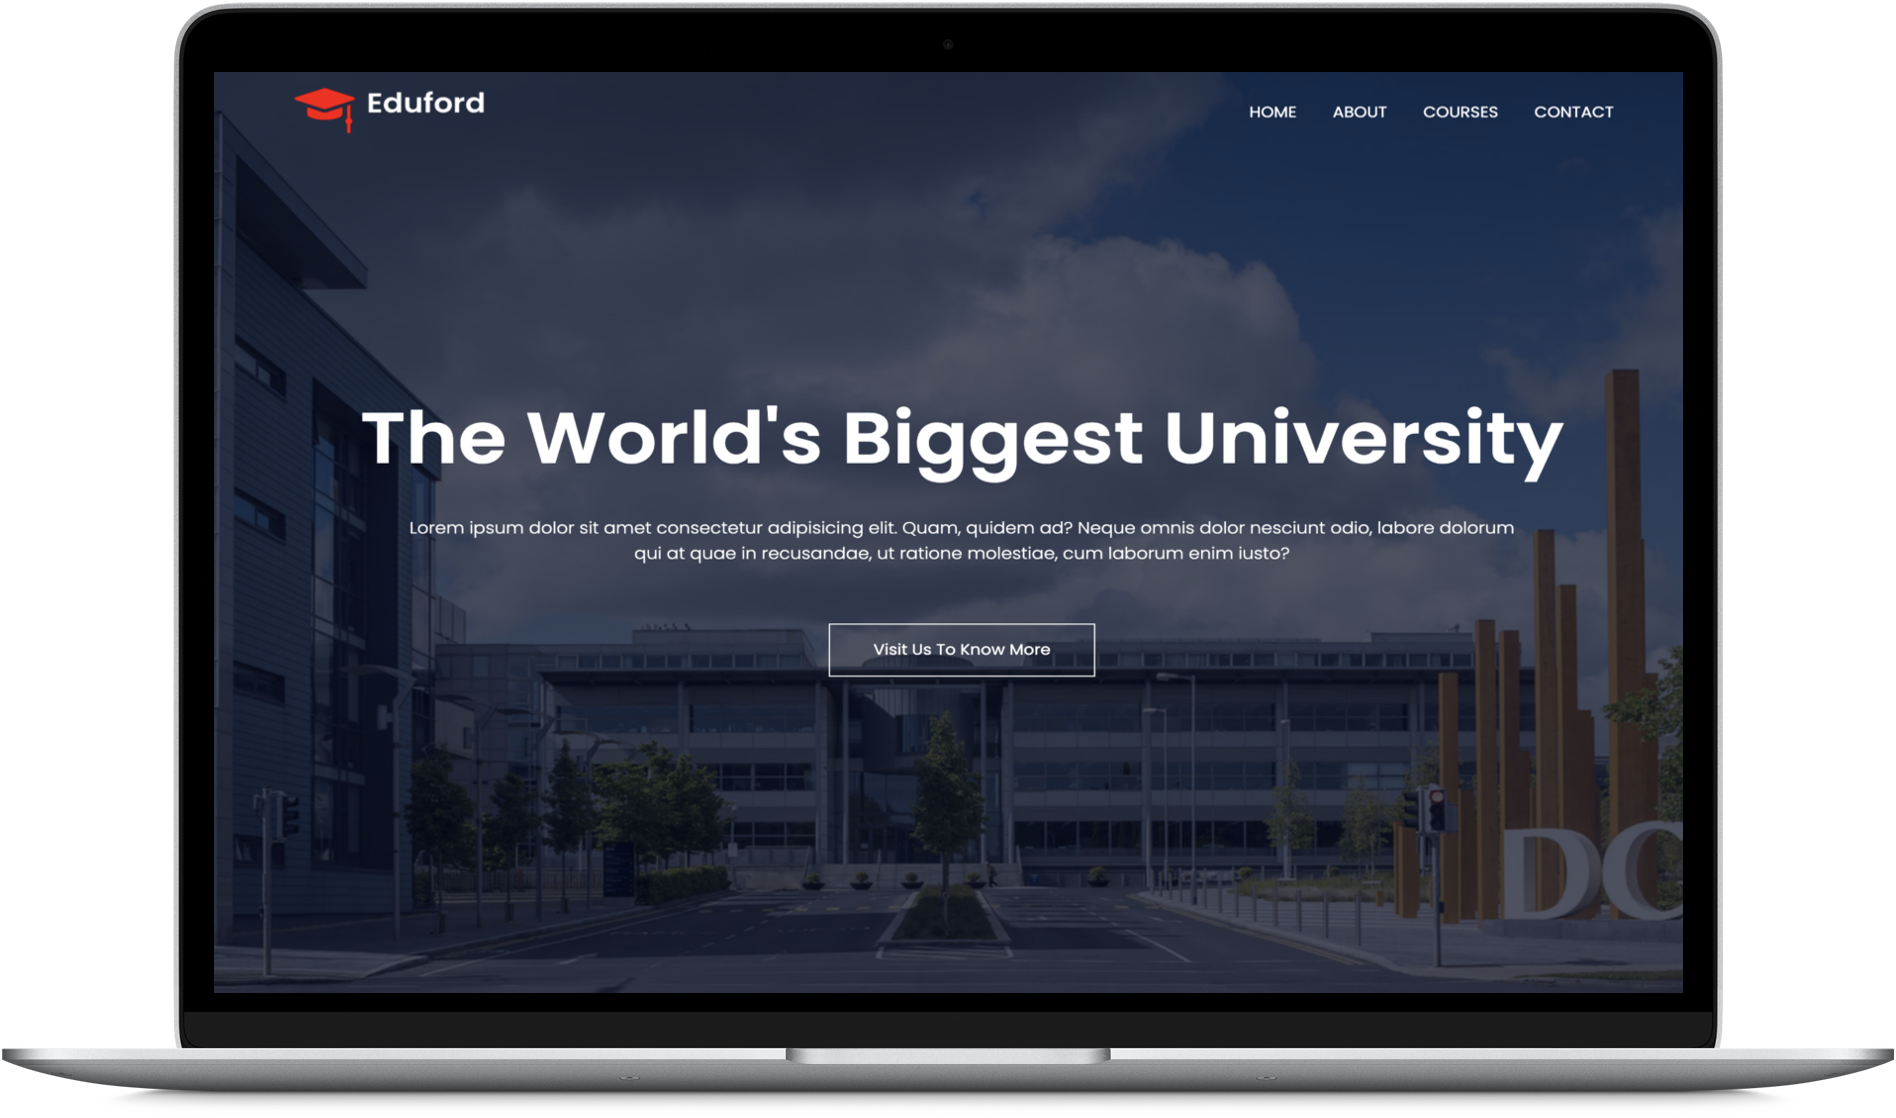 Eduford
HOME ABOUT COURSES CONTACT
The World's Biggest University
Lorem ipsum dolor sit amet consectetur adipisicing elit. Quam, quidem ad? Neque omnis dolor nesciunt odio, labore dolorum
qui at quae in recusandae, ut ratione molestiae, cum laborum enim iusto?
Visit Us To Know More
DC